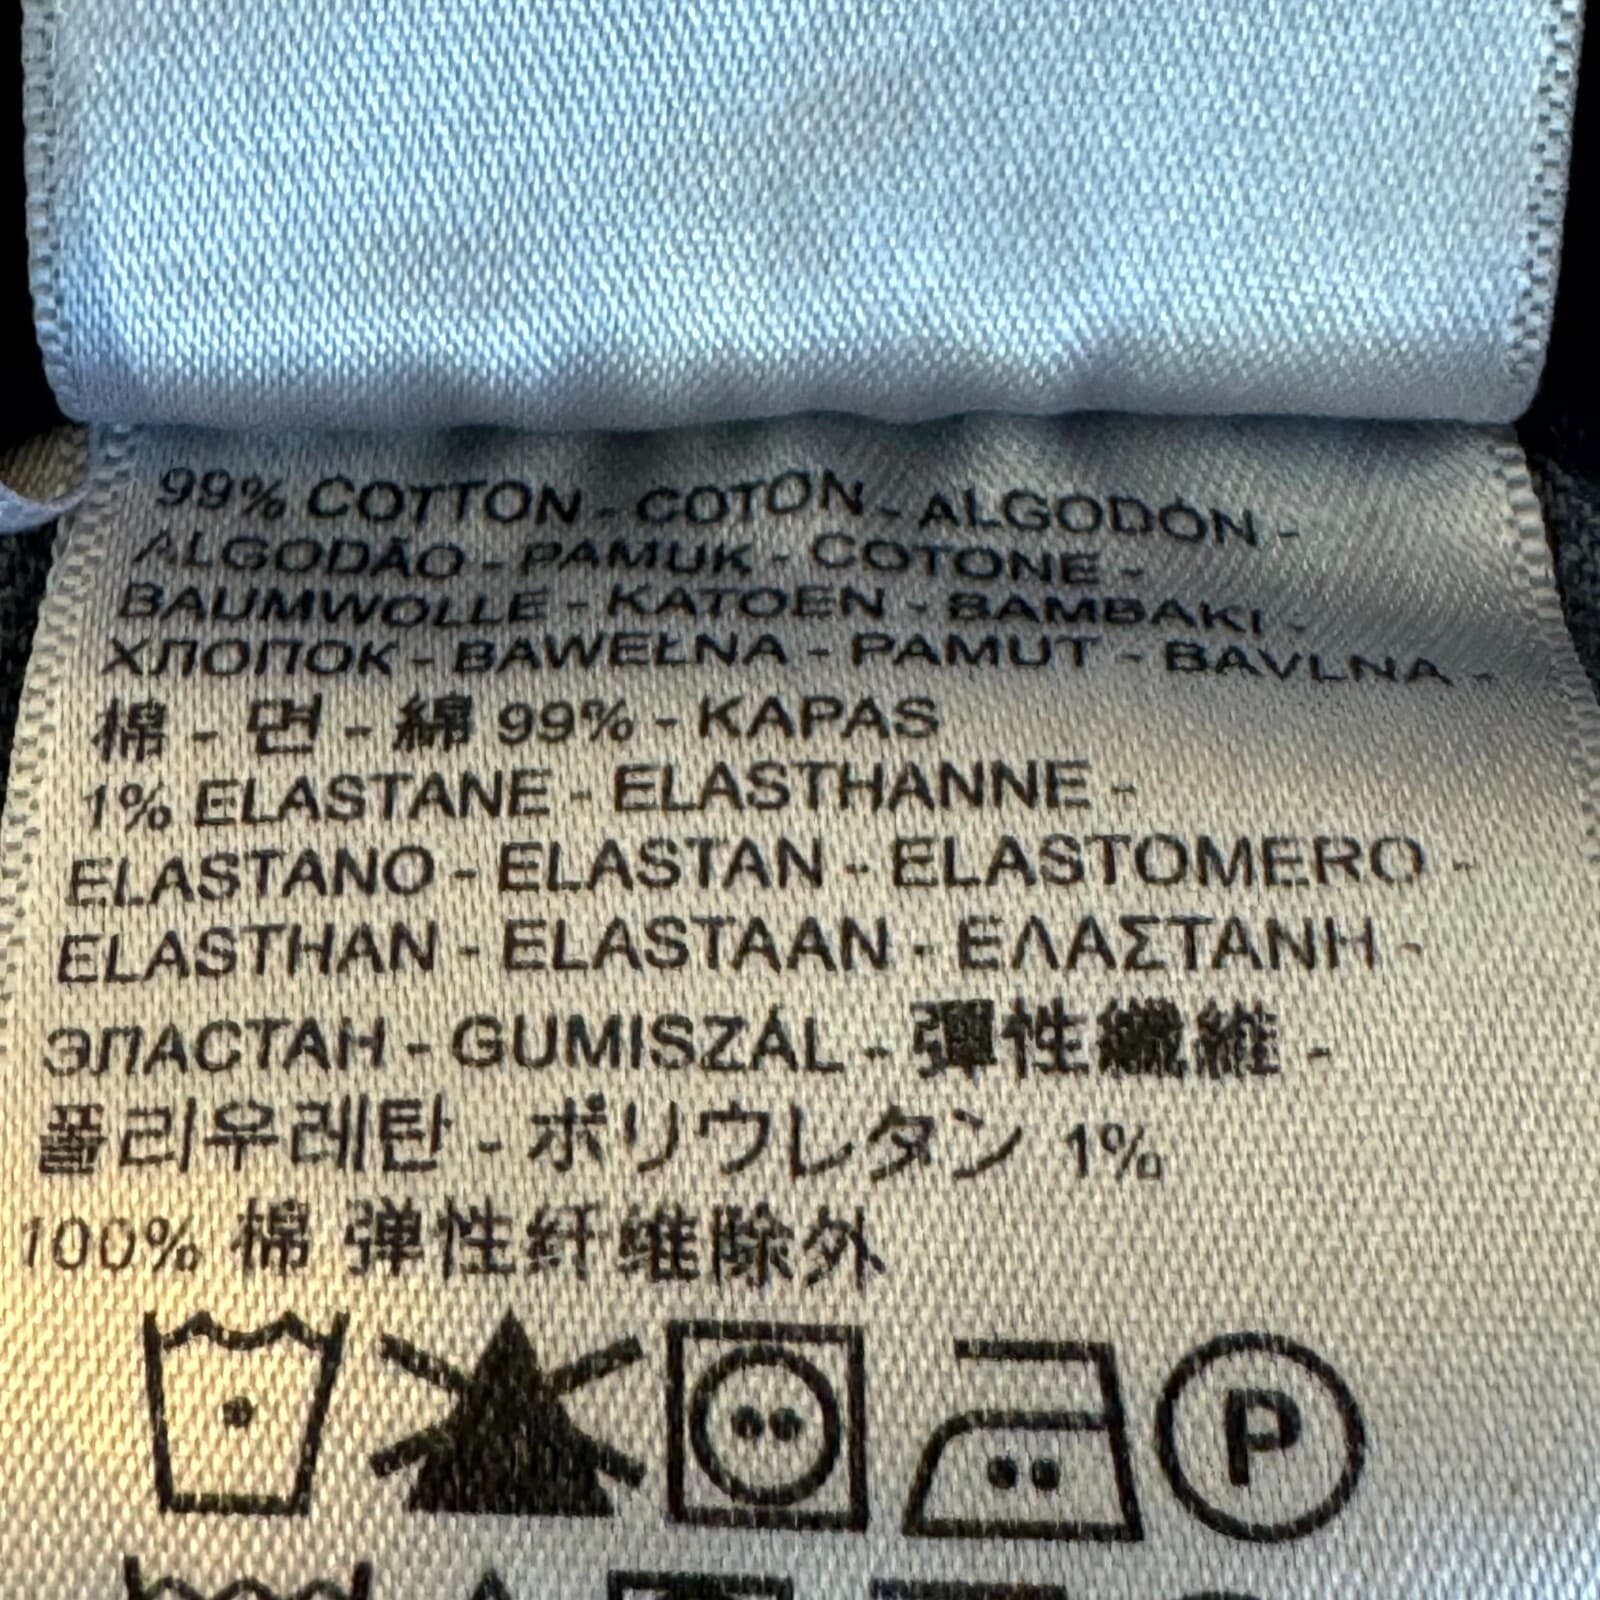 99% COTTON - COTON - ALGODÓN -
ALGODÃO - PAMUK - COTONE -
BAUMWOLLE - KATOEN - BAMBAKI -
ХЛОПОК - BAWEŁNA - PAMUT - BAVLNA -
棉 - 면 - 綿 99% - KAPAS
1% ELASTANE - ELASTHANNE -
ELASTANO - ELASTAN - ELASTOMERO -
ELASTHAN - ELASTAAN - ΕΛΑΣΤΑΝΗ -
ЭЛАСТАН - GUMISZÁL - 彈性纖維 -
폴리우레탄 - ポリウレタン 1%
100% 棉 弹性纤维除外
P